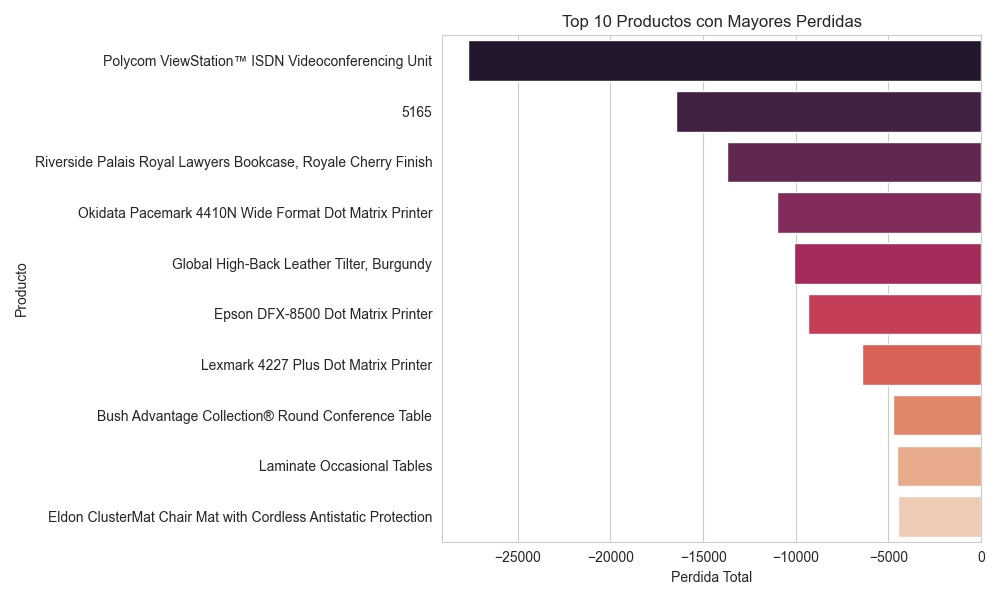 Top 10 Productos con Mayores Perdidas
Producto
Polycom ViewStation™ ISDN Videoconferencing Unit
5165
Riverside Palais Royal Lawyers Bookcase, Royale Cherry Finish
Okidata Pacemark 4410N Wide Format Dot Matrix Printer
Global High-Back Leather Tilter, Burgundy
Epson DFX-8500 Dot Matrix Printer
Lexmark 4227 Plus Dot Matrix Printer
Bush Advantage Collection® Round Conference Table
Laminate Occasional Tables
Eldon ClusterMat Chair Mat with Cordless Antistatic Protection
−25000 −20000 −15000 −10000 −5000 0
Perdida Total